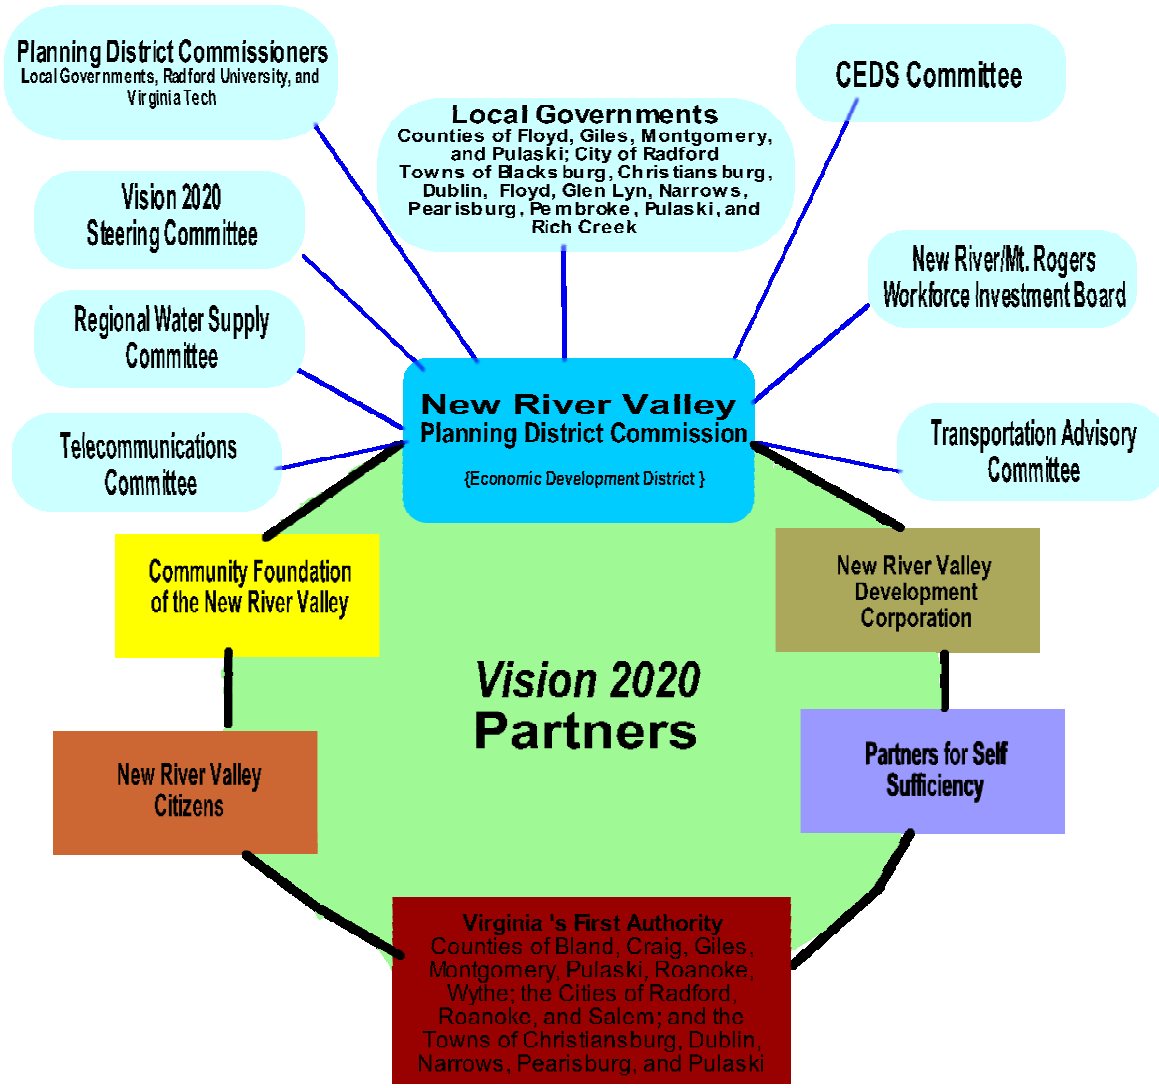 Planning District Commissioners
Local Governments, Radford University, and
Virginia Tech
CEDS Committee
Local Governments
Counties of Floyd, Giles, Montgomery,
and Pulaski; City of Radford
Towns of Blacksburg, Christiansburg,
Dublin, Floyd, Glen Lyn, Narrows,
Pearisburg, Pembroke, Pulaski, and
Rich Creek
Vision 2020
Steering Committee
New River/Mt. Rogers
Workforce Investment Board
Regional Water Supply
Committee
New River Valley
Planning District Commission
{Economic Development District }
Telecommunications
Committee
Transportation Advisory
Committee
Community Foundation
of the New River Valley
New River Valley
Development
Corporation
Vision 2020
Partners
New River Valley
Citizens
Partners for Self
Sufficiency
Virginia 's First Authority
Counties of Bland, Craig, Giles,
Montgomery, Pulaski, Roanoke,
Wythe; the Cities of Radford,
Roanoke, and Salem; and the
Towns of Christiansburg, Dublin,
Narrows, Pearisburg, and Pulaski